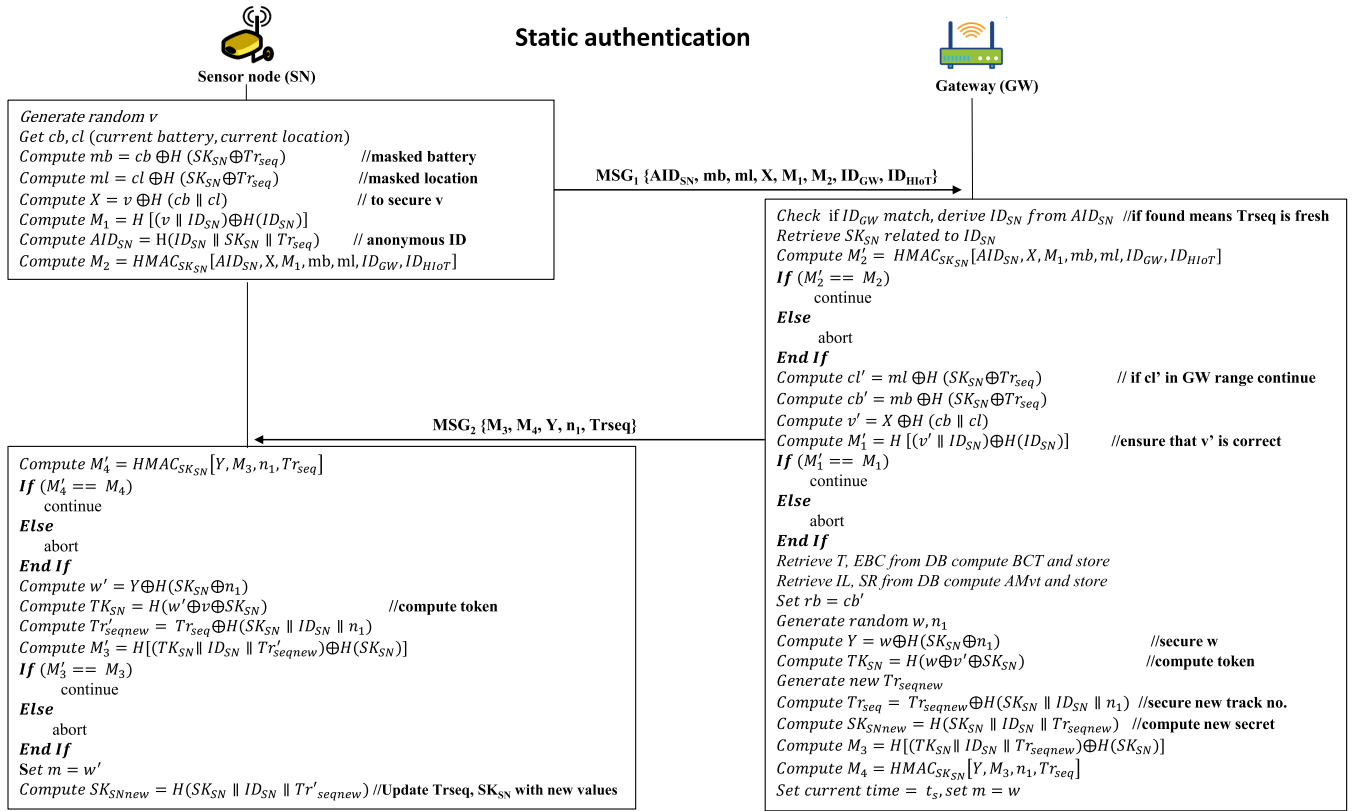 Static authentication
Sensor node (SN)
Gateway (GW)
Generate random v
Get cb, cl (current battery, current location)
Compute mb = cb ⊕H (SK_SN⊕Tr_seq) //masked battery
Compute ml = cl ⊕H (SK_SN⊕Tr_seq) //masked location
Compute X = v ⊕H (cb ∥ cl) // to secure v
Compute M_1 = H [(v ∥ ID_SN)⊕H(ID_SN)]
Compute AID_SN = H(ID_SN ∥ SK_SN ∥ Tr_seq) // anonymous ID
Compute M_2 = HMAC_SK_SN[AID_SN, X, M_1, mb, ml, ID_GW, ID_HIoT]
MSG_1 {AID_SN, mb, ml, X, M_1, M_2, ID_GW, ID_HIoT}
Check if ID_GW match, derive ID_SN from AID_SN //if found means Trseq is fresh
Retrieve SK_SN related to ID_SN
Compute M'_2 = HMAC_SK_SN[AID_SN, X, M_1, mb, ml, ID_GW, ID_HIoT]
If (M'_2 == M_2)
continue
Else
abort
End If
Compute cl' = ml ⊕H (SK_SN⊕Tr_seq) // if cl' in GW range continue
Compute cb' = mb ⊕H (SK_SN⊕Tr_seq)
Compute v' = X ⊕H (cb ∥ cl)
Compute M'_1 = H [(v' ∥ ID_SN)⊕H(ID_SN)] //ensure that v' is correct
If (M'_1 == M_1)
continue
Else
abort
End If
Retrieve T, EBC from DB compute BCT and store
Retrieve IL, SR from DB compute AMvt and store
Set rb = cb'
Generate random w, n_1
Compute Y = w⊕H(SK_SN⊕n_1) //secure w
Compute TK_SN = H(w⊕v'⊕SK_SN) //compute token
Generate new Tr_seqnew
Compute Tr_seq = Tr_seqnew⊕H(SK_SN ∥ ID_SN ∥ n_1) //secure new track no.
Compute SK_SNnew = H(SK_SN ∥ ID_SN ∥ Tr_seqnew) //compute new secret
Compute M_3 = H[(TK_SN∥ ID_SN ∥ Tr_seqnew)⊕H(SK_SN)]
Compute M_4 = HMAC_SK_SN[Y, M_3, n_1, Tr_seq]
Set current time = t_s, set m = w
MSG_2 {M_3, M_4, Y, n_1, Trseq}
Compute M'_4 = HMAC_SK_SN[Y, M_3, n_1, Tr_seq]
If (M'_4 == M_4)
continue
Else
abort
End If
Compute w' = Y⊕H(SK_SN⊕n_1)
Compute TK_SN = H(w'⊕v⊕SK_SN) //compute token
Compute Tr'_seqnew = Tr_seq⊕H(SK_SN ∥ ID_SN ∥ n_1)
Compute M'_3 = H[(TK_SN∥ ID_SN ∥ Tr'_seqnew)⊕H(SK_SN)]
If (M'_3 == M_3)
continue
Else
abort
End If
Set m = w'
Compute SK_SNnew = H(SK_SN ∥ ID_SN ∥ Tr'_seqnew) //Update Trseq, SK_SN with new values